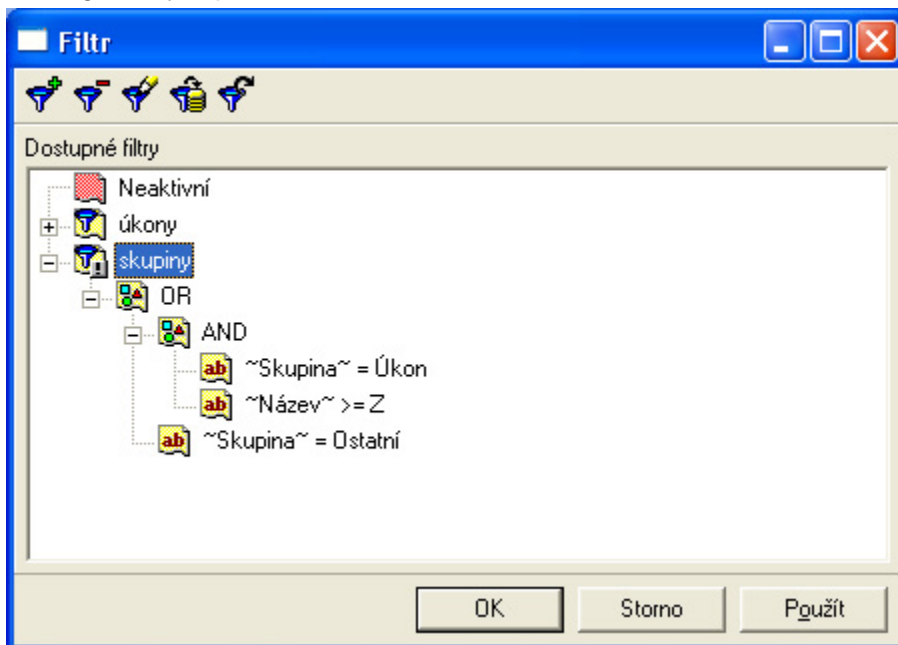 Filtr
Dostupné filtry
Neaktivní
úkony
skupiny
OR
AND
~Skupina~ = Úkon
~Název~ >= Z
~Skupina~ = Ostatní
OK Storno Použít